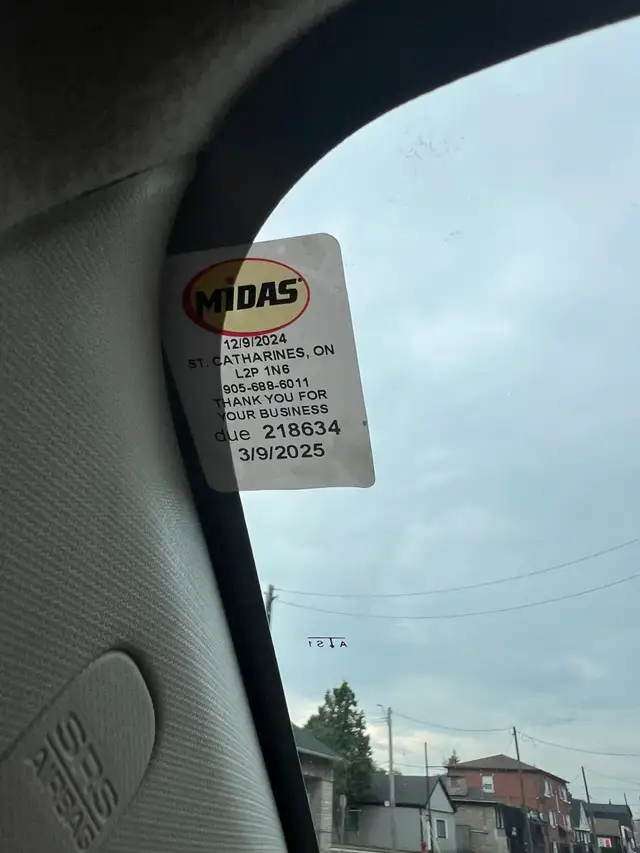 MIDAS
12/9/2024
ST. CATHARINES, ON
L2P 1N6
905-688-6011
THANK YOU FOR
YOUR BUSINESS
due 218634
3/9/2025
AS1
SRS
AIRBAG